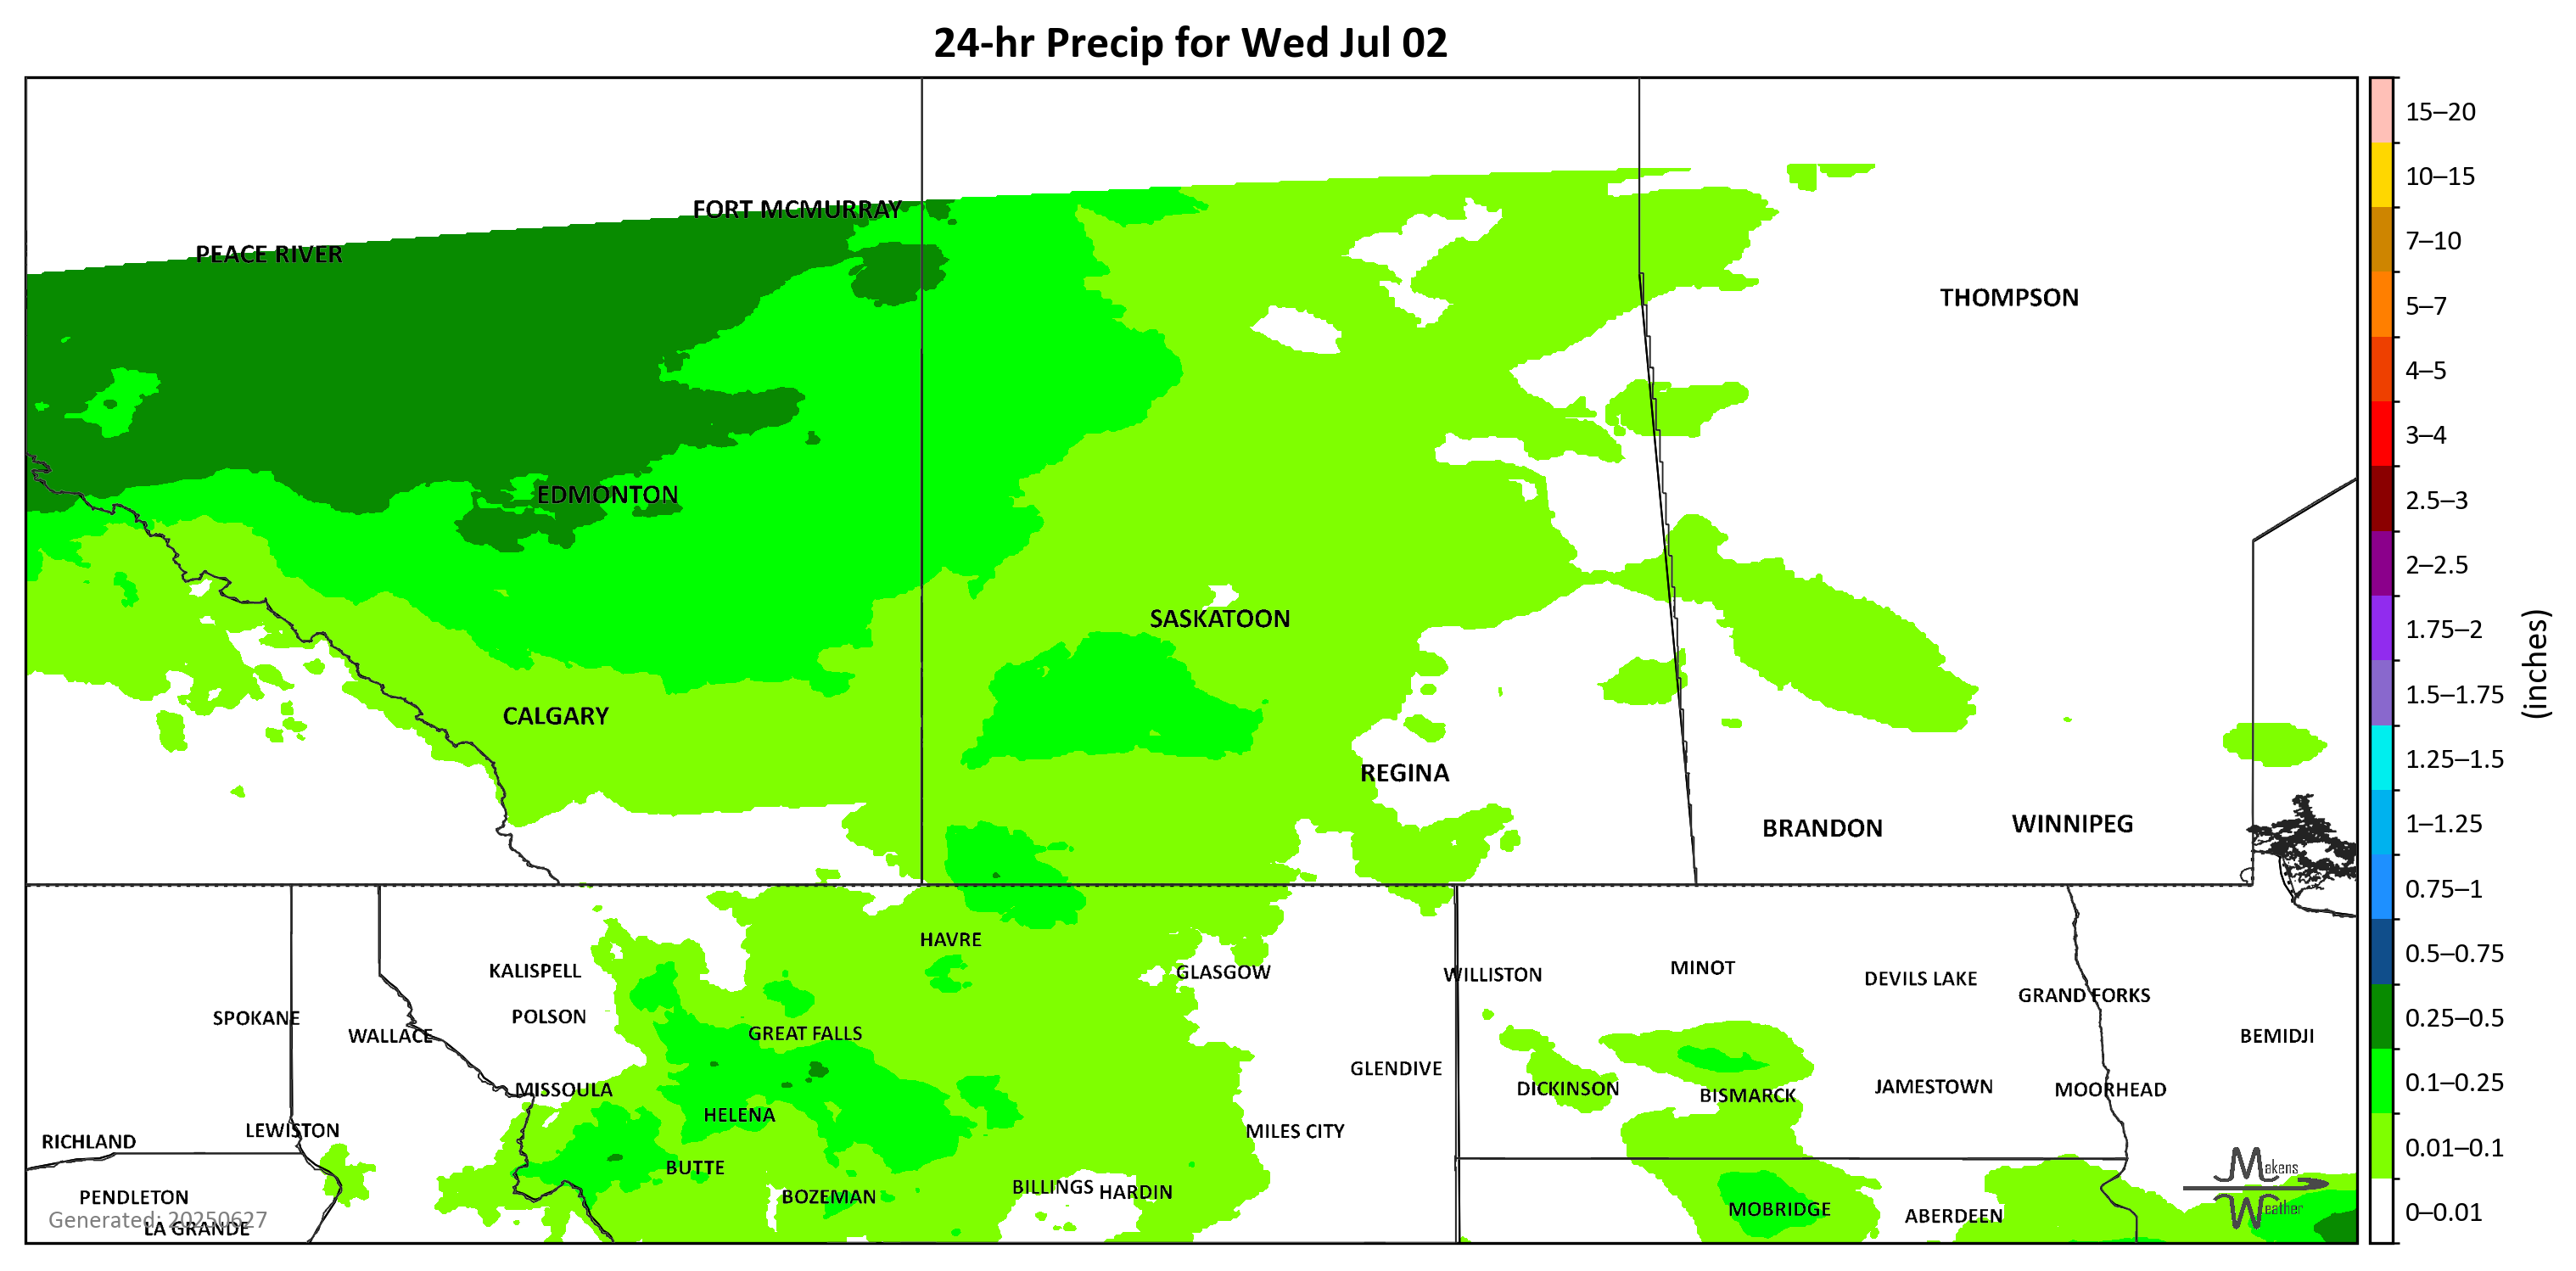 24-hr Precip for Wed Jul 02
FORT MCMURRAY
PEACE RIVER
THOMPSON
EDMONTON
SASKATOON
CALGARY
REGINA
BRANDON
WINNIPEG
HAVRE
KALISPELL
GLASGOW
WILLISTON
MINOT
DEVILS LAKE
GRAND FORKS
SPOKANE
POLSON
WALLACE
GREAT FALLS
BEMIDJI
GLENDIVE
MISSOULA
DICKINSON
BISMARCK
JAMESTOWN
MOORHEAD
HELENA
LEWISTON
MILES CITY
RICHLAND
BUTTE
PENDLETON
BOZEMAN
BILLINGS
HARDIN
MOBRIDGE
ABERDEEN
Generated: 20250627
LA GRANDE
Makens
Weather
15–20
10–15
7–10
5–7
4–5
3–4
2.5–3
2–2.5
1.75–2
1.5–1.75
1.25–1.5
1–1.25
0.75–1
0.5–0.75
0.25–0.5
0.1–0.25
0.01–0.1
0–0.01
(inches)